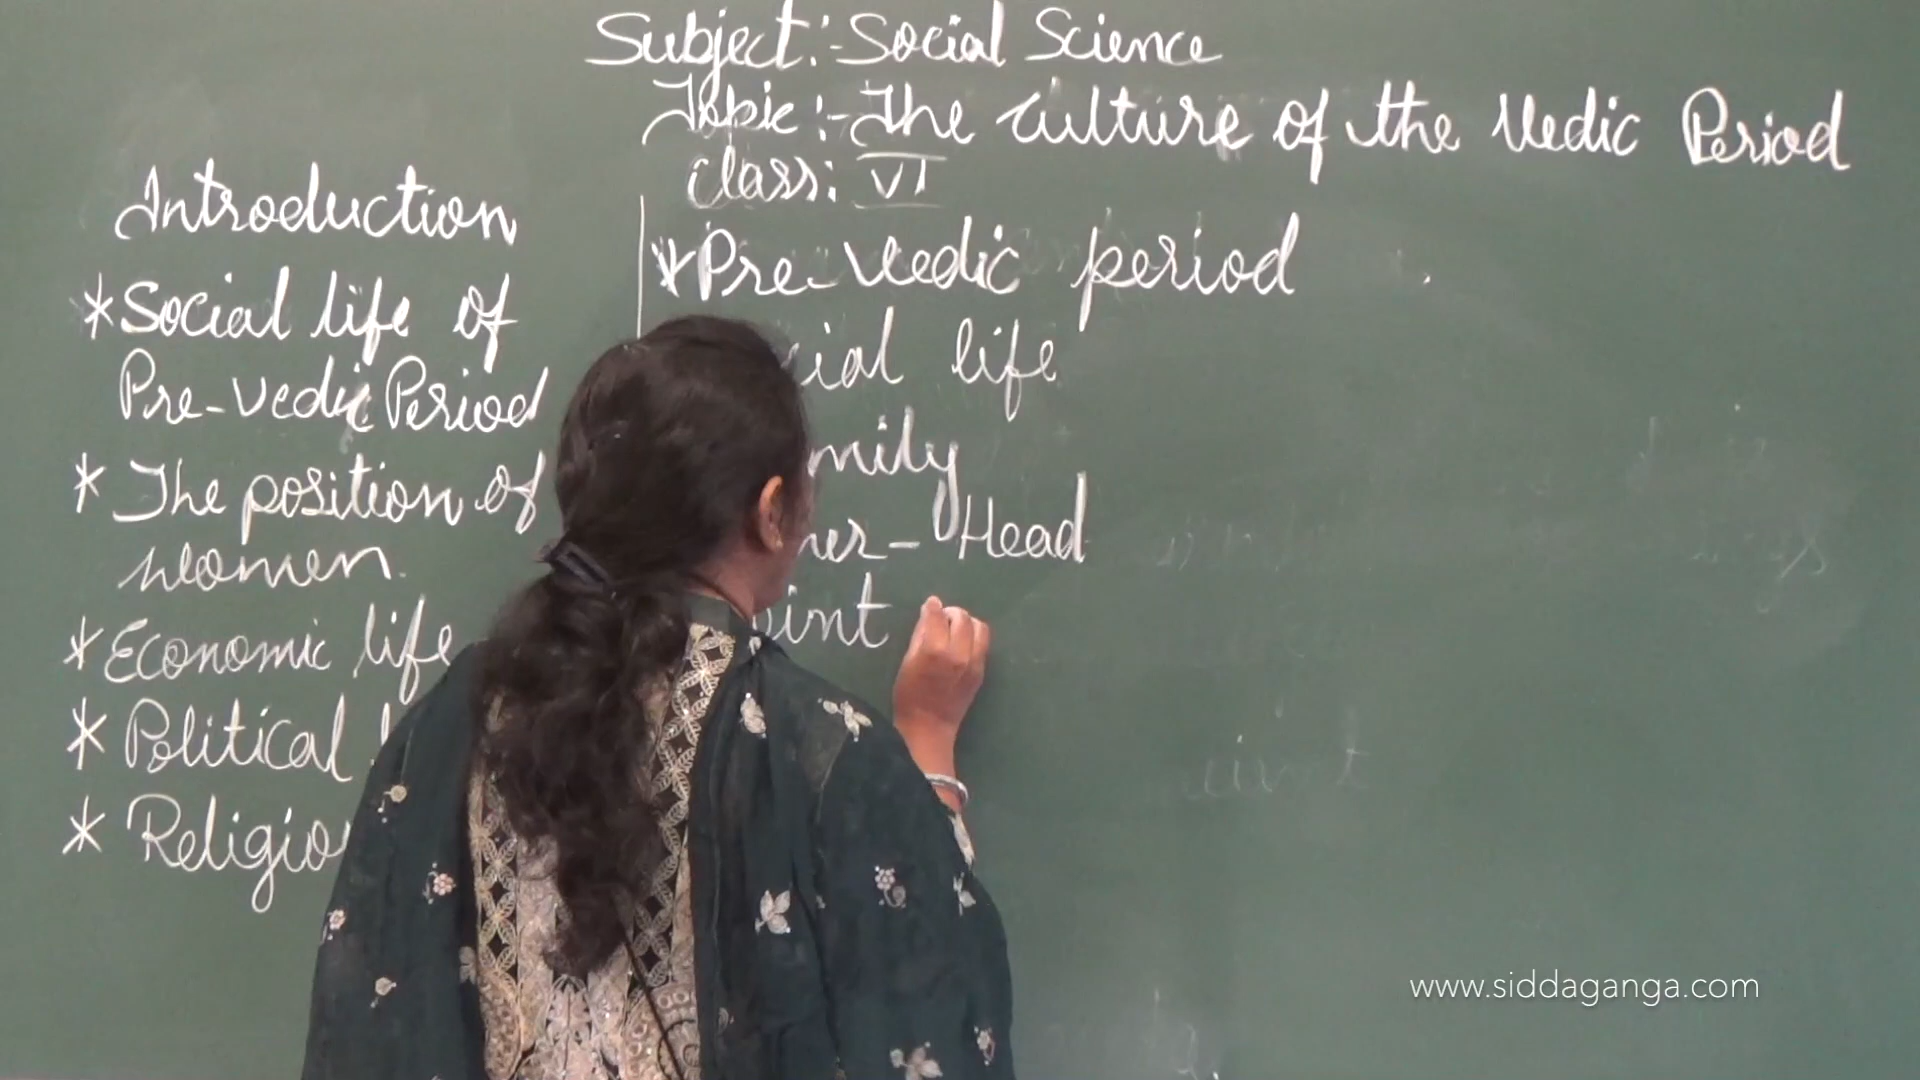 Subject:-Social Science
Topic:-The culture of the Vedic Period
Class: VI
Introduction
*Social life of
Pre-vedic Period
* The position of
women.
*Economic life
* Political
*Pre-Vedic period
life
Head
www.siddaganga.com